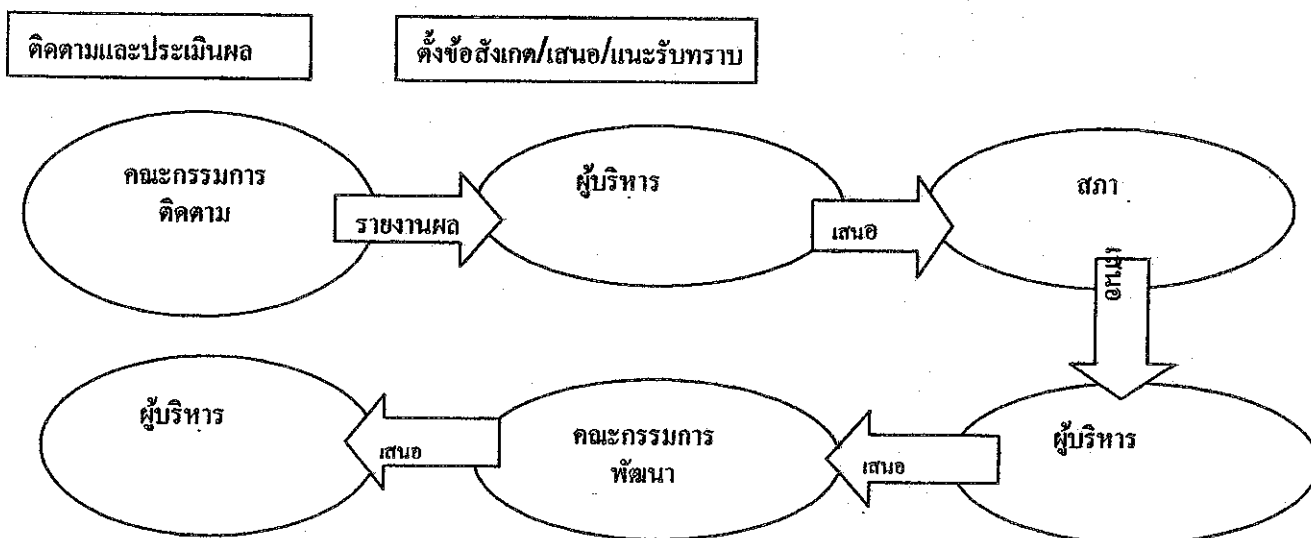 ติดตามและประเมินผล
ตั้งข้อสังเกต/เสนอ/แนะรับทราบ
คณะกรรมการ
ติดตาม
รายงานผล
ผู้บริหาร
เสนอ
สภา
เสนอ
ผู้บริหาร
เสนอ
คณะกรรมการ
พัฒนา
เสนอ
ผู้บริหาร